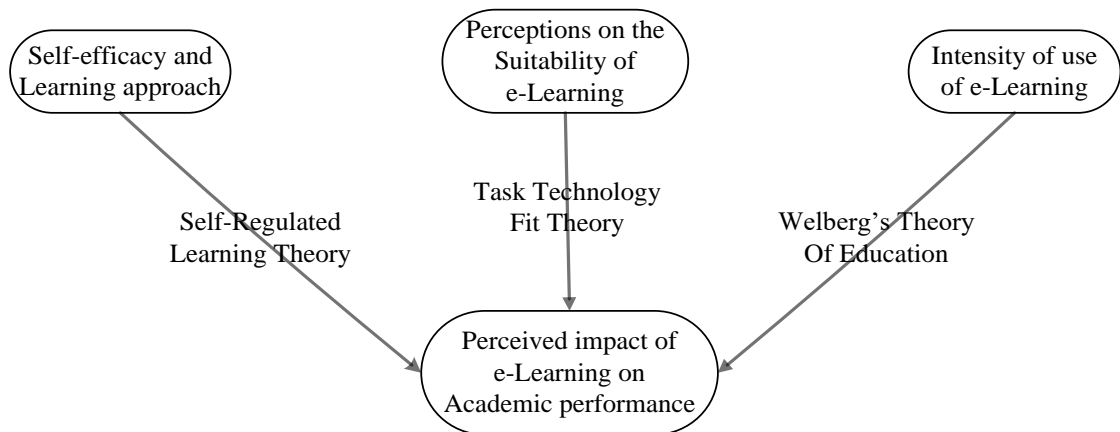 Self-efficacy and
Learning approach
Perceptions on the
Suitability of
e-Learning
Intensity of use
of e-Learning
Self-Regulated
Learning Theory
Task Technology
Fit Theory
Welberg’s Theory
Of Education
Perceived impact of
e-Learning on
Academic performance